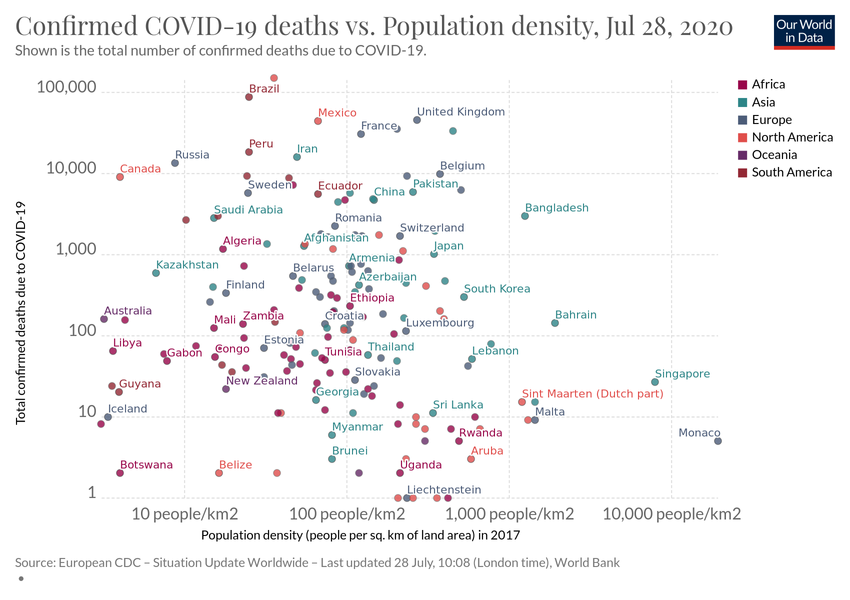 Confirmed COVID-19 deaths vs. Population density, Jul 28, 2020
Shown is the total number of confirmed deaths due to COVID-19.
Our World
in Data
Total confirmed deaths due to COVID-19
100,000
10,000
1,000
100
10
1
Brazil
Mexico
United Kingdom
France
Peru
Iran
Russia
Canada
Belgium
Sweden
Ecuador
China
Pakistan
Saudi Arabia
Bangladesh
Romania
Switzerland
Algeria
Afghanistan
Japan
Kazakhstan
Armenia
Belarus
Azerbaijan
Finland
South Korea
Ethiopia
Australia
Mali
Zambia
Croatia
Luxembourg
Bahrain
Libya
Gabon
Congo
Estonia
Tunisia
Thailand
Lebanon
Guyana
New Zealand
Slovakia
Singapore
Georgia
Sint Maarten (Dutch part)
Iceland
Sri Lanka
Malta
Myanmar
Rwanda
Monaco
Brunei
Botswana
Belize
Uganda
Aruba
Liechtenstein
10 people/km2
100 people/km2
1,000 people/km2
10,000 people/km2
Population density (people per sq. km of land area) in 2017
Africa
Asia
Europe
North America
Oceania
South America
Source: European CDC – Situation Update Worldwide – Last updated 28 July, 10:08 (London time), World Bank